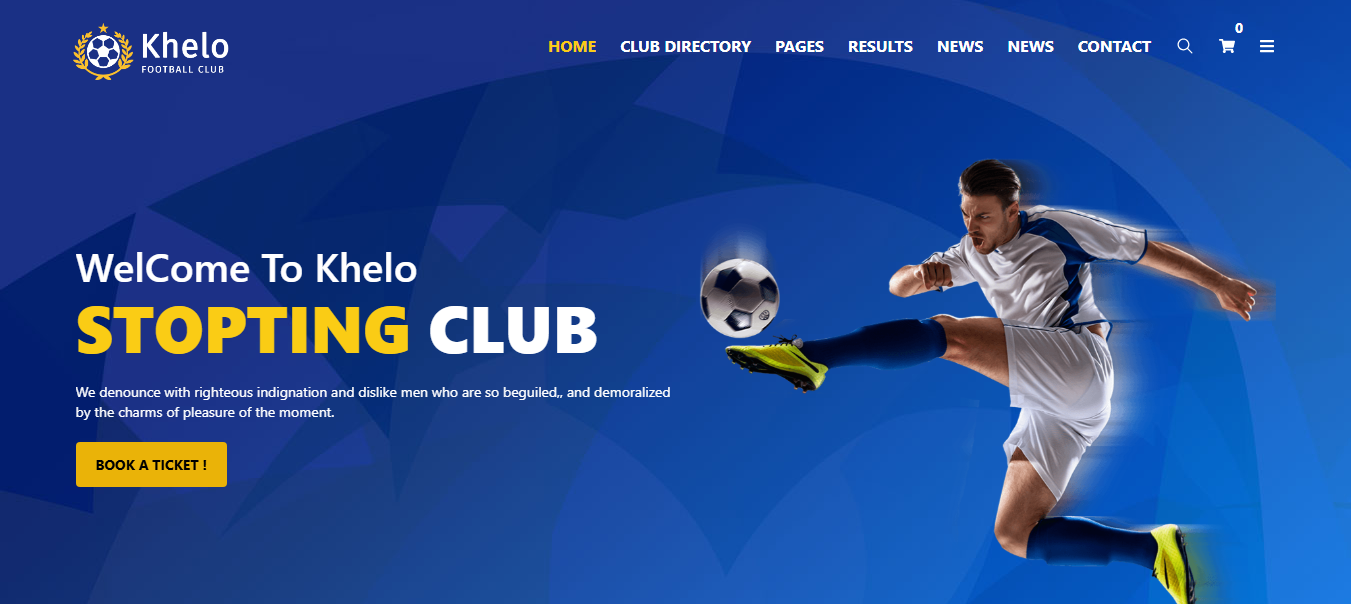 Khelo
FOOTBALL CLUB
HOME CLUB DIRECTORY PAGES RESULTS NEWS NEWS CONTACT
0
WelCome To Khelo
STOPTING CLUB
We denounce with righteous indignation and dislike men who are so beguiled,, and demoralized
by the charms of pleasure of the moment.
BOOK A TICKET !